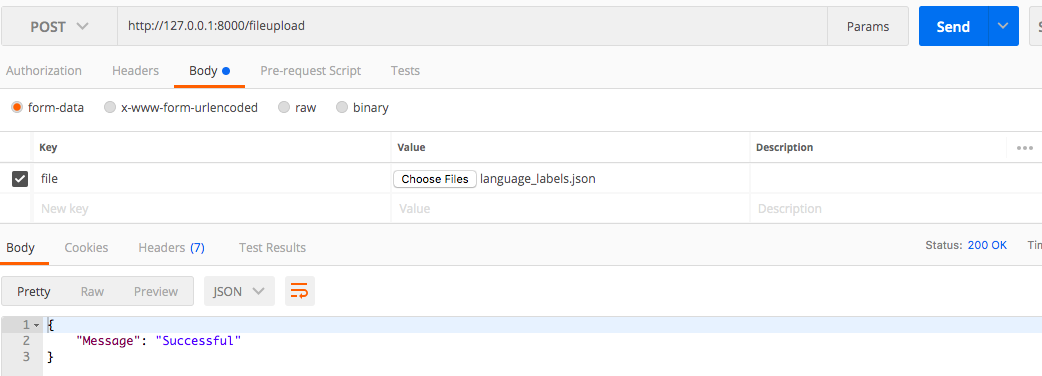 POST http://127.0.0.1:8000/fileupload Params Send
Authorization Headers Body Pre-request Script Tests
form-data x-www-form-urlencoded raw binary
Key Value Description
file Choose Files language_labels.json
New key Value Description
Body Cookies Headers (7) Test Results Status: 200 OK
Pretty Raw Preview JSON
1 {
2 "Message": "Successful"
3 }